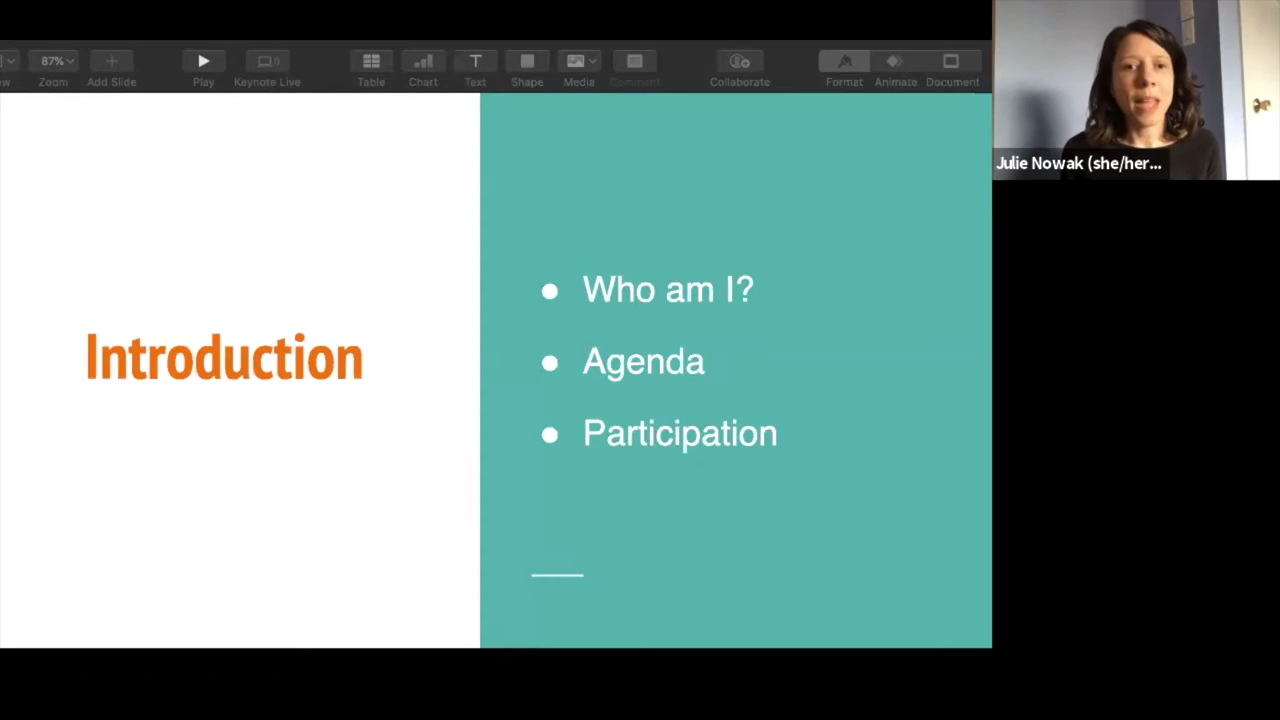 87%
Zoom
Add Slide
Play
Keynote Live
Table
Chart
Text
Shape
Media
Comment
Collaborate
Format
Animate
Document
Julie Nowak (she/her...
Introduction
● Who am I?
● Agenda
● Participation